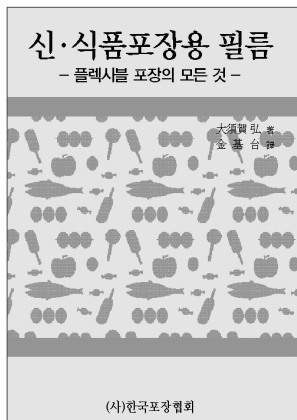 신·식품포장용 필름
– 플렉시블 포장의 모든 것 –
大須賀 弘 著
金 基 台 譯
(사)한국포장협회